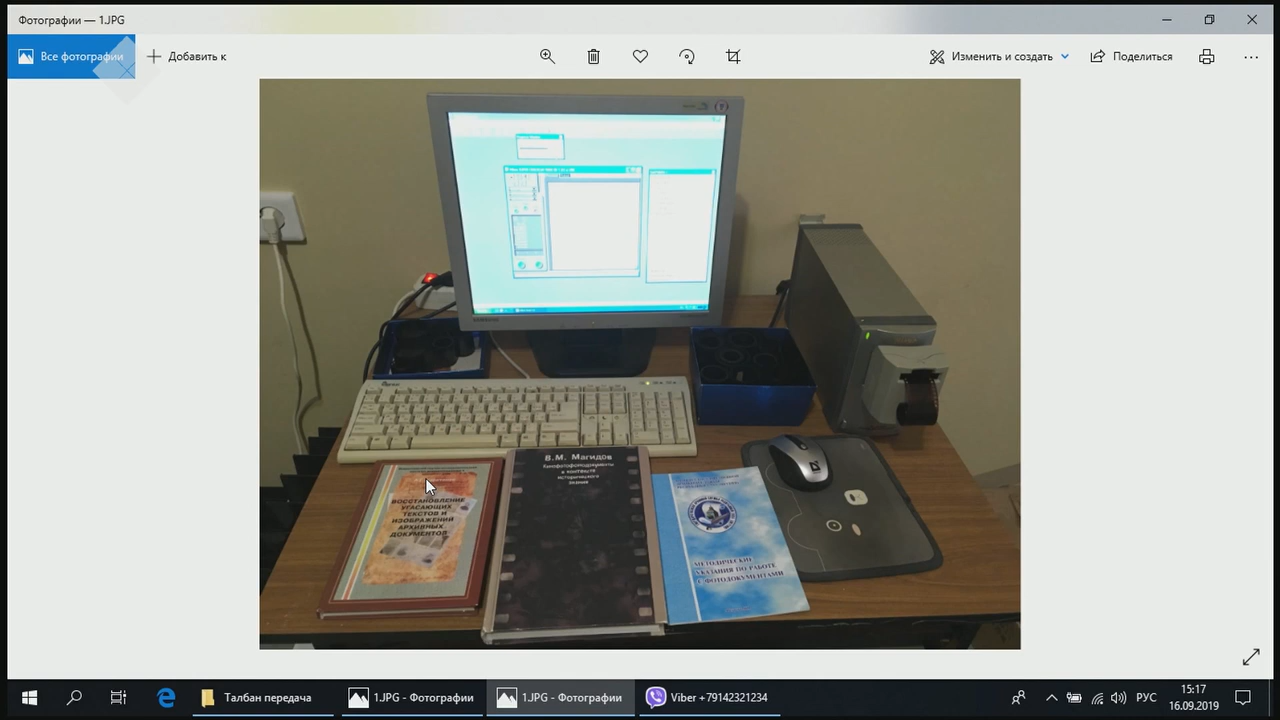 Фотографии — 1.JPG
Все фотографии
Добавить к
Изменить и создать
Поделиться
В.М. Магидов
Кинофотофонодокументы
в контексте
исторического
знания
ВОССТАНОВЛЕНИЕ
УГАСАЮЩИХ
ТЕКСТОВ И
ИЗОБРАЖЕНИЙ
АРХИВНЫХ
ДОКУМЕНТОВ
МЕТОДИЧЕСКИЕ
УКАЗАНИЯ ПО РАБОТЕ
С ФОТОДОКУМЕНТАМИ
Талбан передача
1.JPG - Фотографии
1.JPG - Фотографии
Viber +79142321234
РУС
15:17
16.09.2019